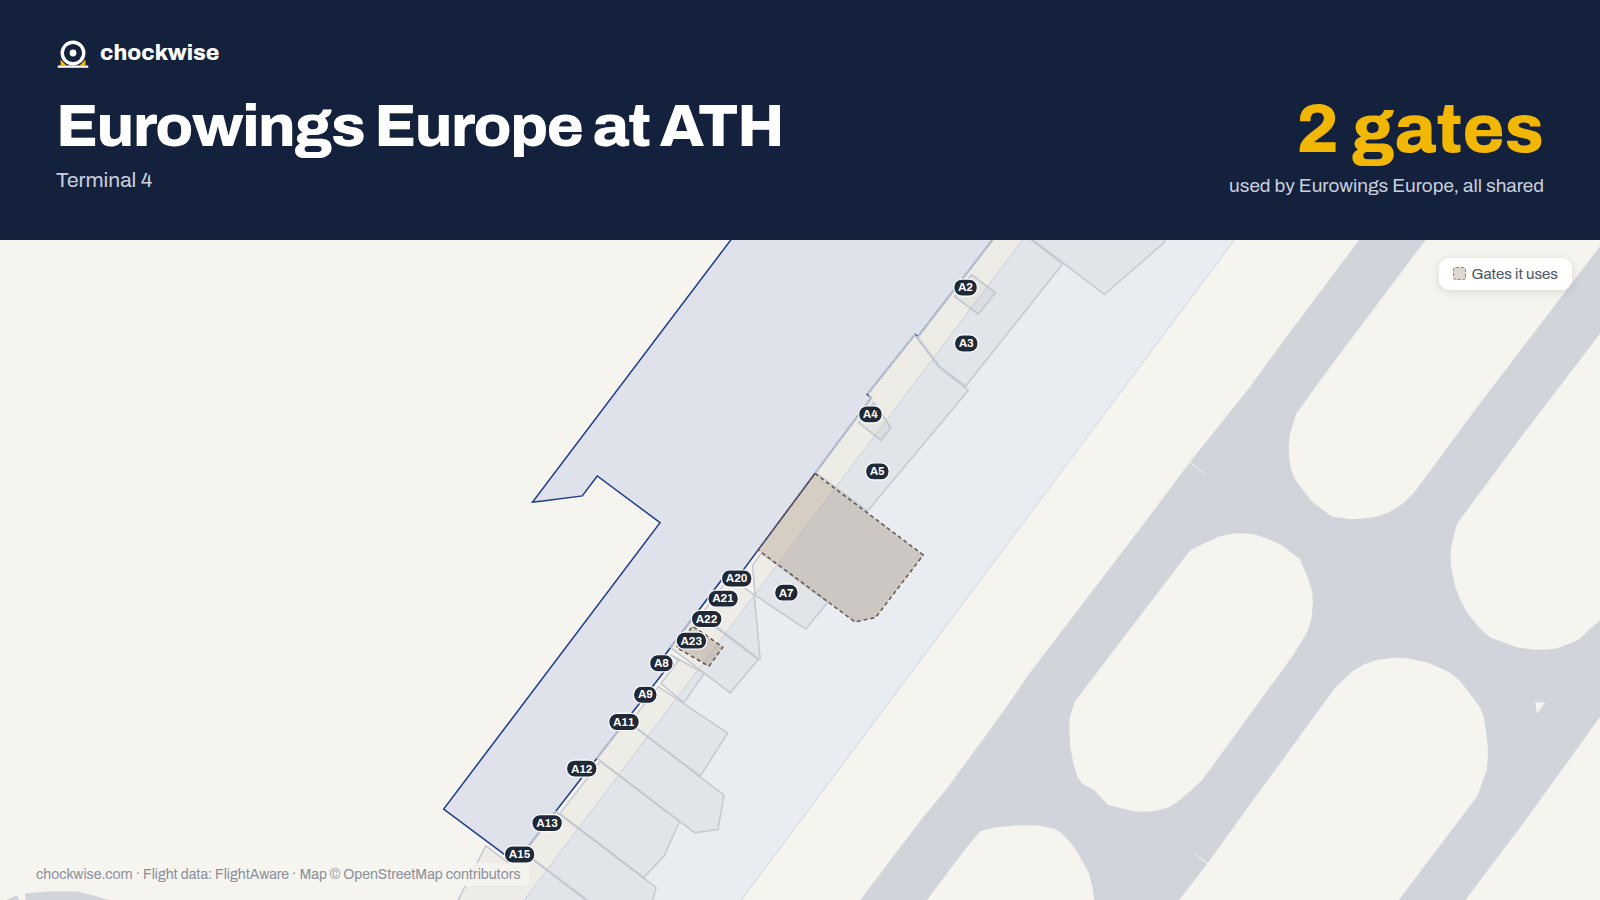 chockwise
Eurowings Europe at ATH
Terminal 4
2 gates
used by Eurowings Europe, all shared
Gates it uses
A2
A3
A4
A5
A20
A7
A21
A22
A23
A8
A9
A11
A12
A13
A15
chockwise.com · Flight data: FlightAware · Map © OpenStreetMap contributors